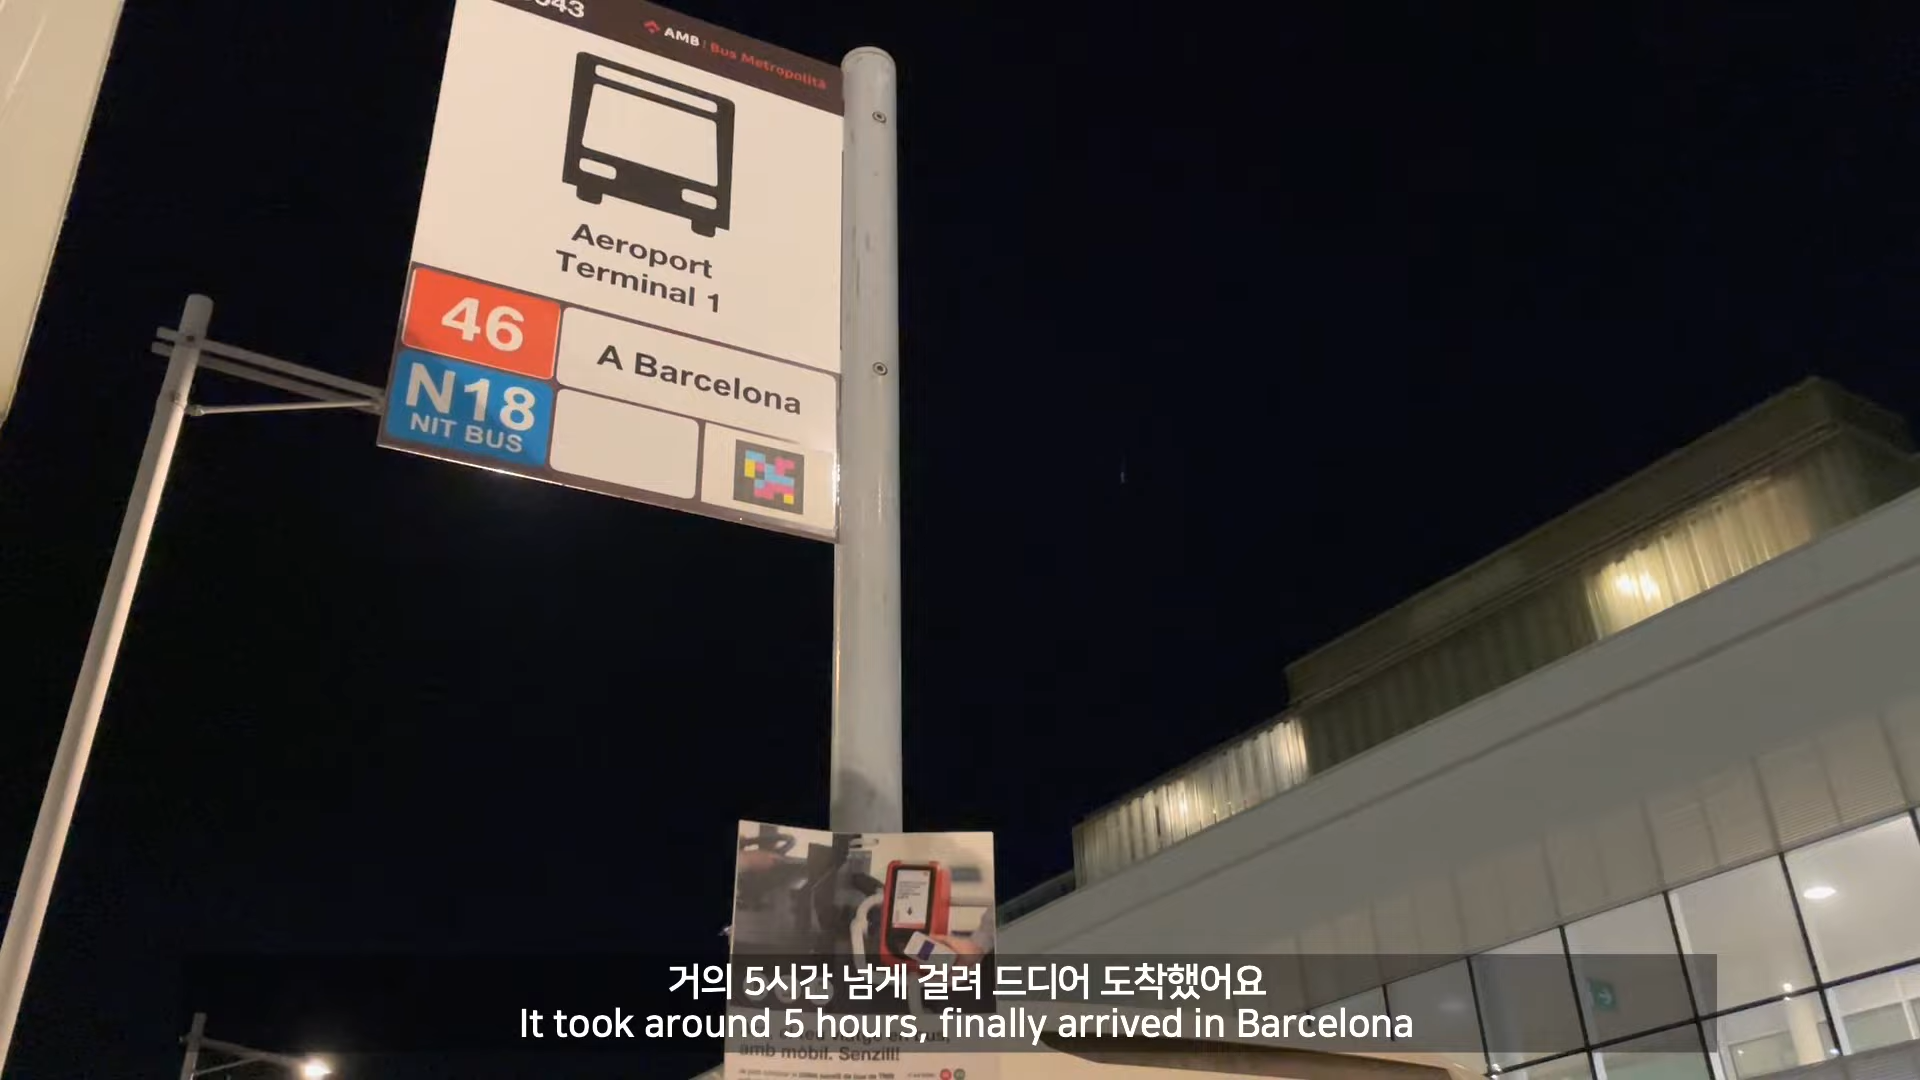 AMB | Bus Metropolità
Aeroport
Terminal 1
46
A Barcelona
N18
NIT BUS
거의 5시간 넘게 걸려 드디어 도착했어요
It took around 5 hours, finally arrived in Barcelona
amb mòbil. Senzill!